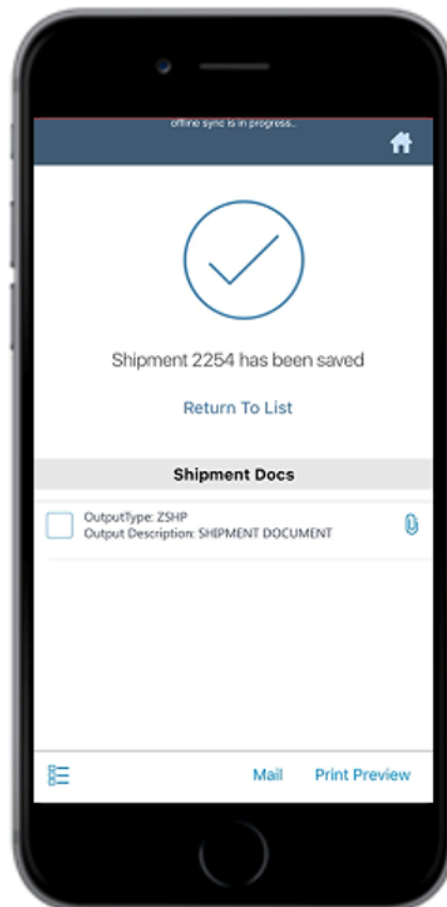 offline sync is in progress..
Shipment 2254 has been saved
Return To List
Shipment Docs
OutputType: ZSHP
Output Description: SHIPMENT DOCUMENT
Mail
Print Preview